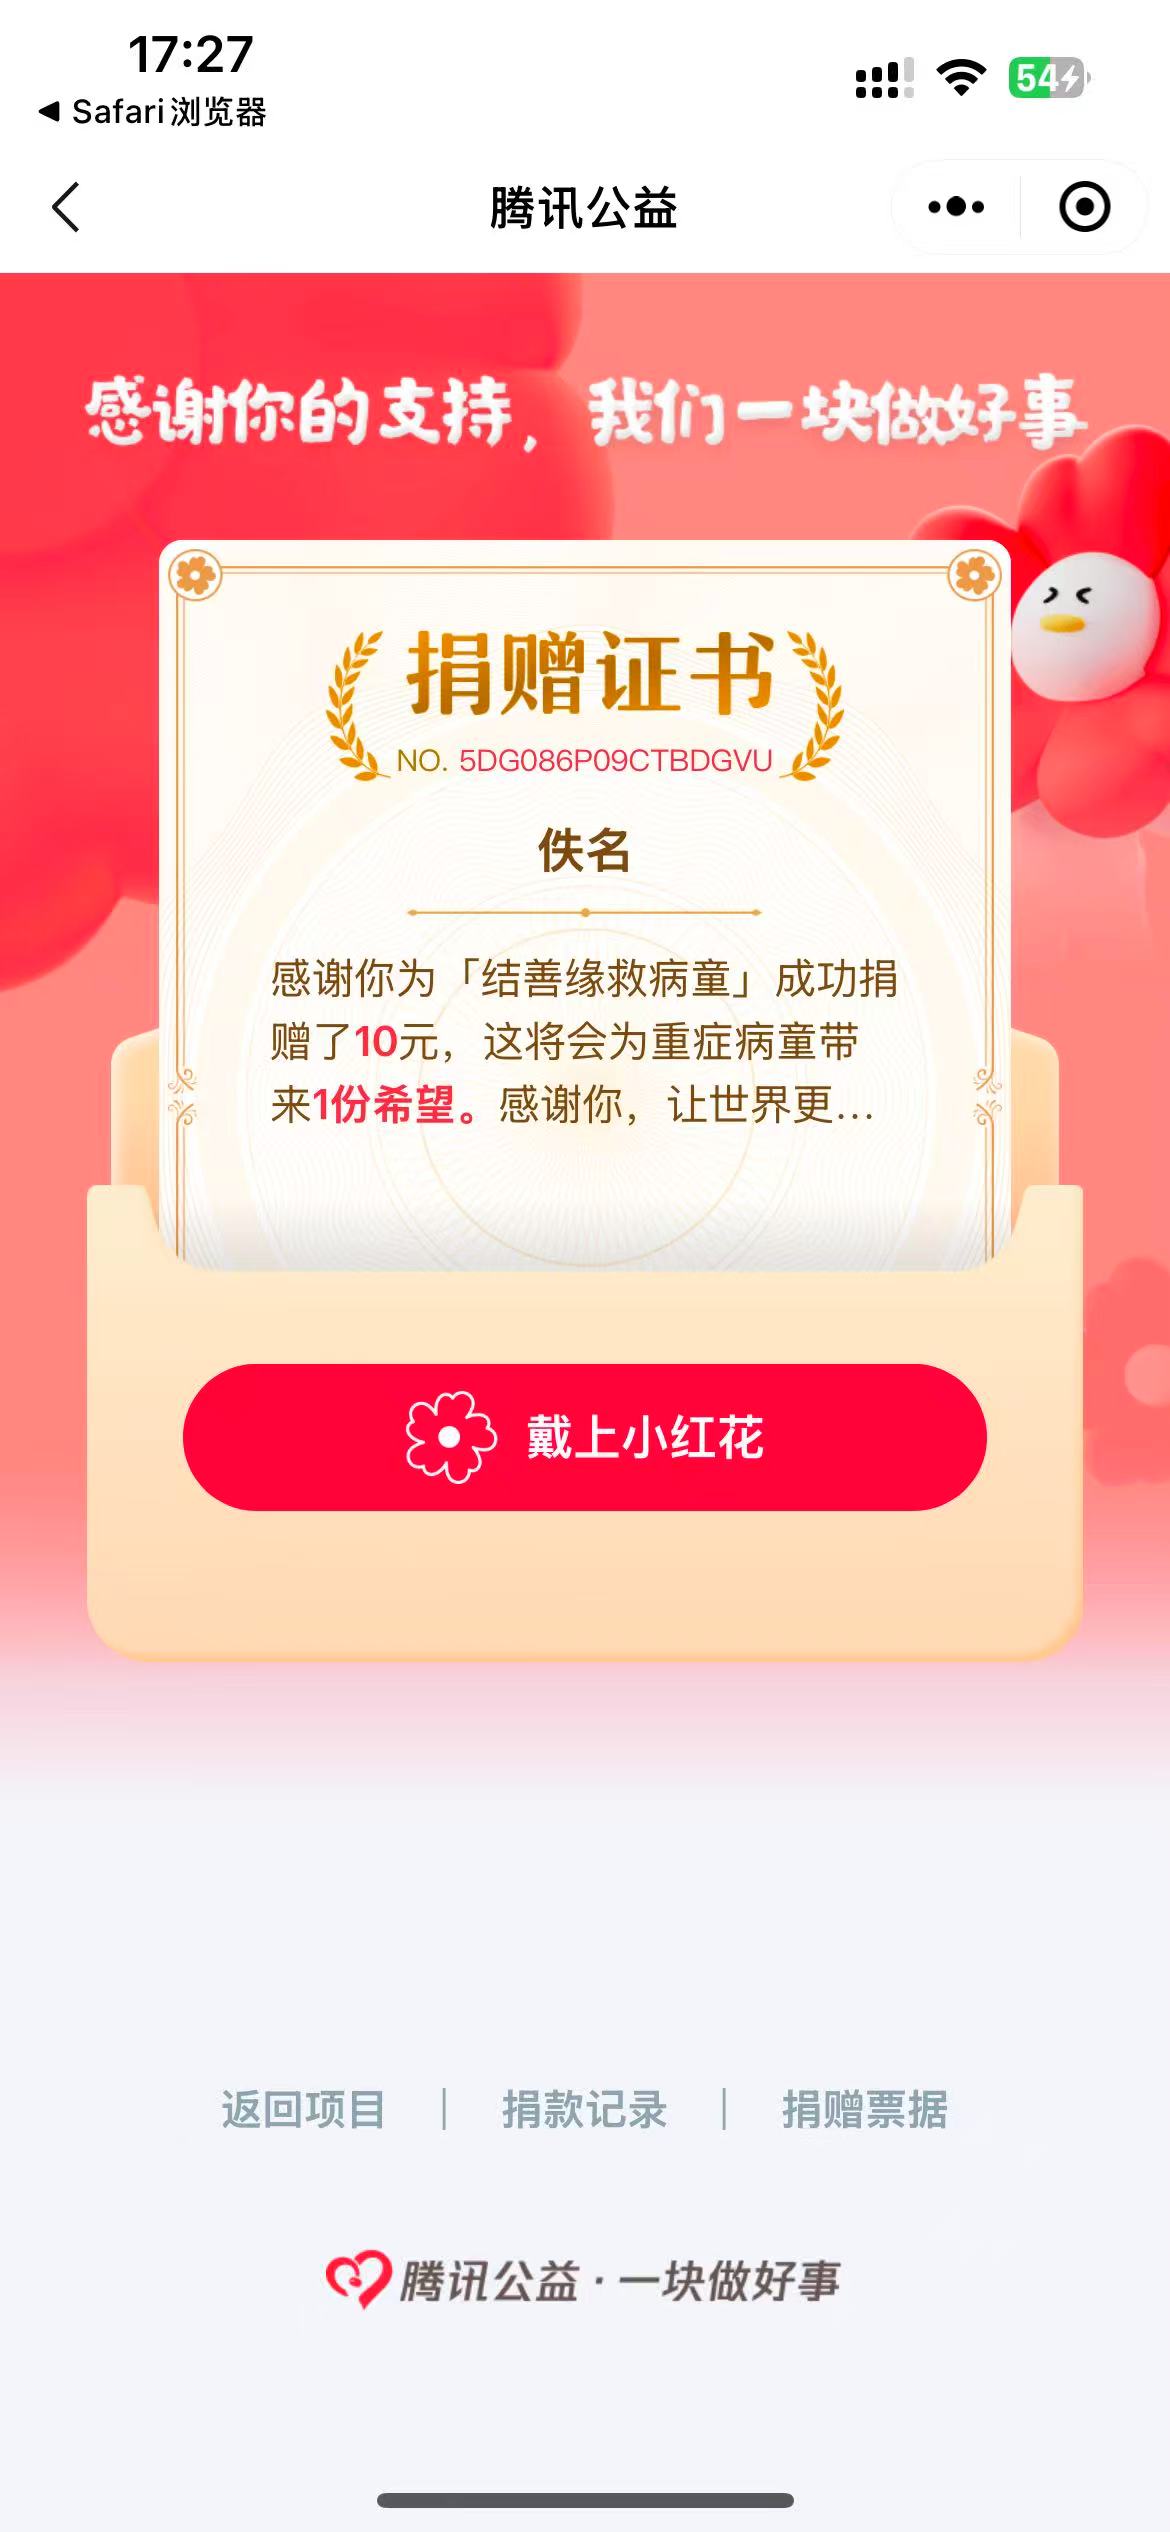 17:27
54
◀ Safari浏览器
腾讯公益
感谢你的支持，我们一块做好事
捐赠证书
NO. 5DG086P09CTBDGVU
佚名
感谢你为「结善缘救病童」成功捐
赠了10元，这将会为重症病童带
来1份希望。感谢你，让世界更...
戴上小红花
返回项目 | 捐款记录 | 捐赠票据
腾讯公益·一块做好事